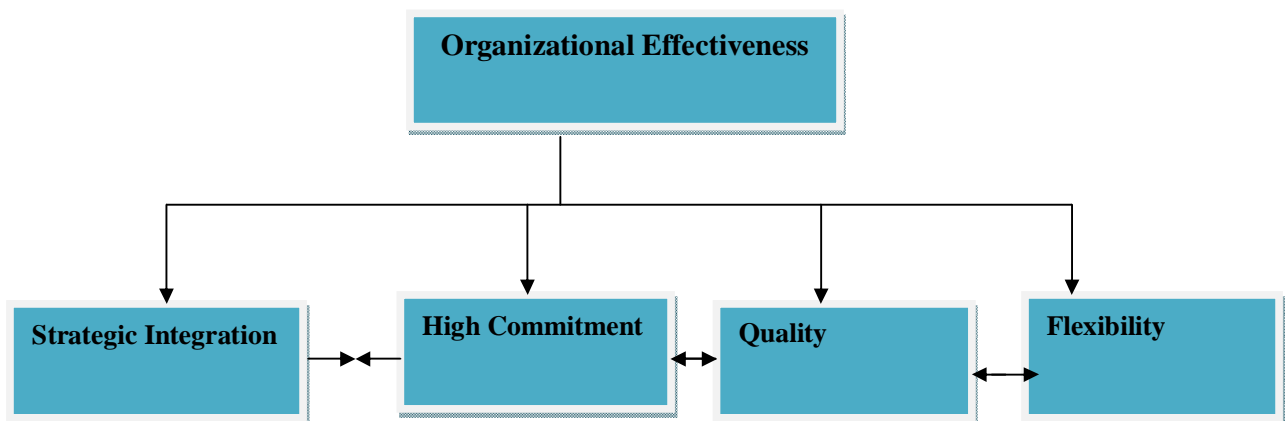 Organizational Effectiveness
Strategic Integration
High Commitment
Quality
Flexibility